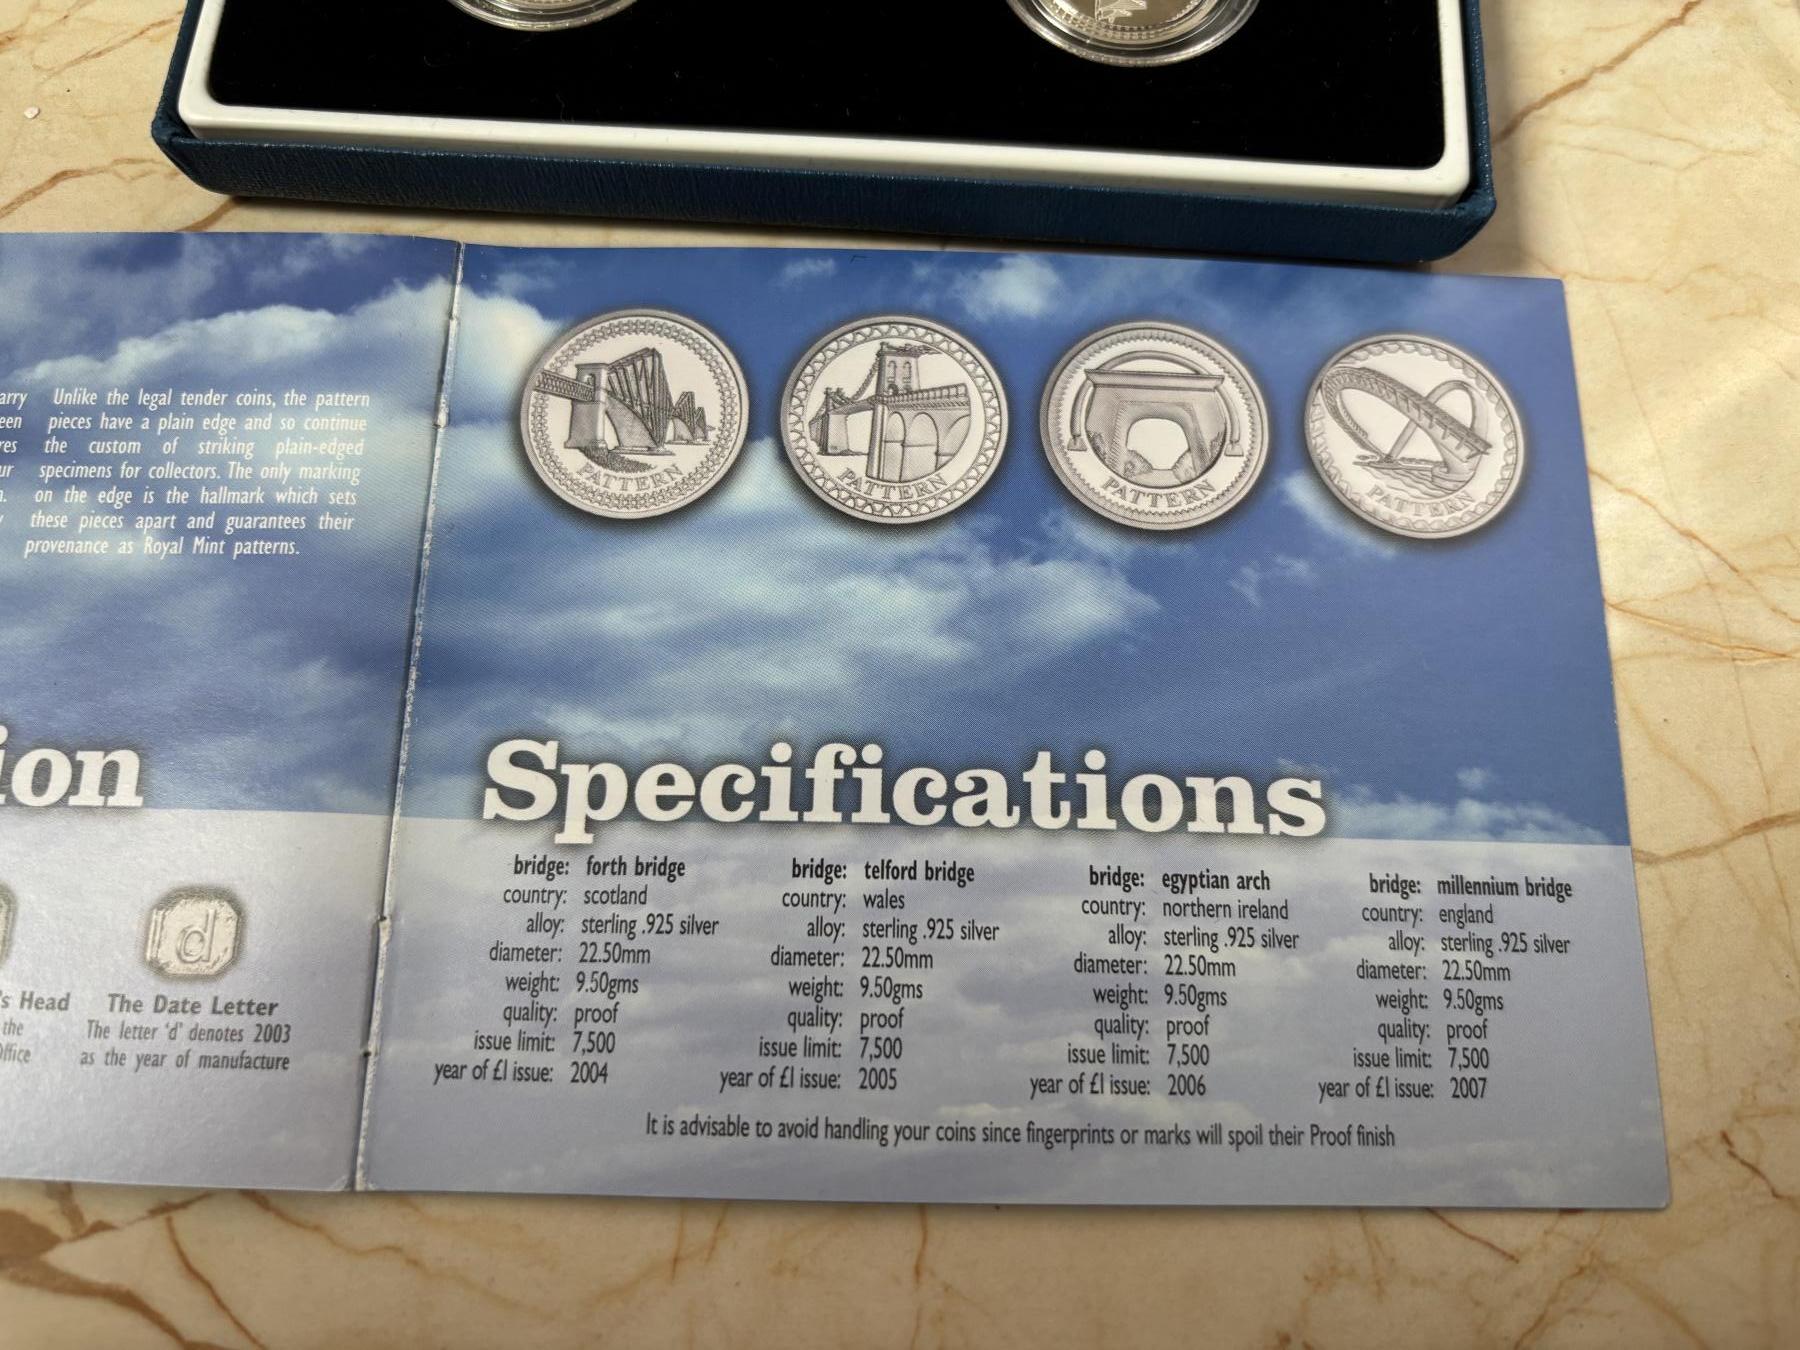 arry
een
res
ur
n.
y
Unlike the legal tender coins, the pattern
pieces have a plain edge and so continue
the custom of striking plain-edged
specimens for collectors. The only marking
on the edge is the hallmark which sets
these pieces apart and guarantees their
provenance as Royal Mint patterns.
ion
's Head
the
Office
d
The Date Letter
The letter 'd' denotes 2003
as the year of manufacture
PATTERN
PATTERN
PATTERN
PATTERN
Specifications
bridge: forth bridge
country: scotland
alloy: sterling .925 silver
diameter: 22.50mm
weight: 9.50gms
quality: proof
issue limit: 7,500
year of £1 issue: 2004
bridge: telford bridge
country: wales
alloy: sterling .925 silver
diameter: 22.50mm
weight: 9.50gms
quality: proof
issue limit: 7,500
year of £1 issue: 2005
bridge: egyptian arch
country: northern ireland
alloy: sterling .925 silver
diameter: 22.50mm
weight: 9.50gms
quality: proof
issue limit: 7,500
year of £1 issue: 2006
bridge: millennium bridge
country: england
alloy: sterling .925 silver
diameter: 22.50mm
weight: 9.50gms
quality: proof
issue limit: 7,500
year of £1 issue: 2007
It is advisable to avoid handling your coins since fingerprints or marks will spoil their Proof finish